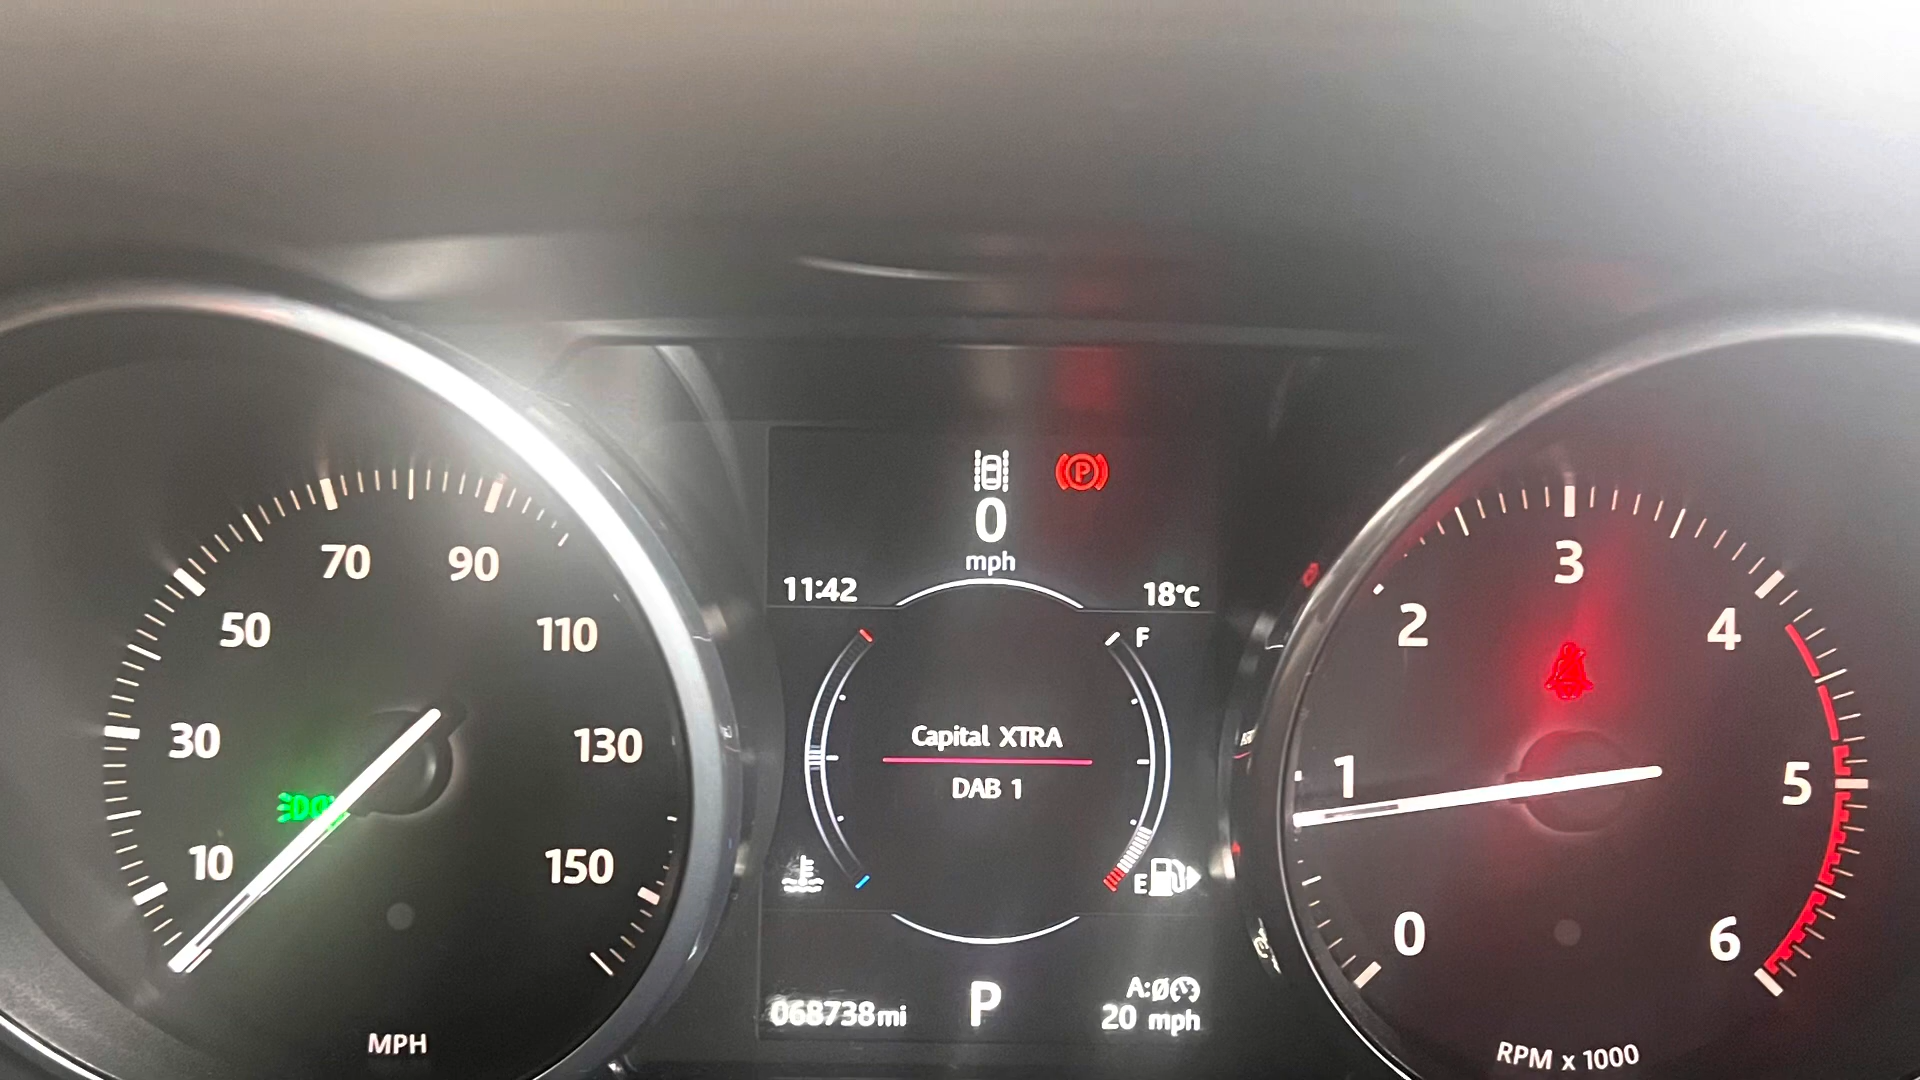 0
mph
11:42
18°C
F
Capital XTRA
DAB 1
E
068738mi
P
A:Ø
20 mph
10
30
50
70
90
110
130
150
MPH
0
1
2
3
4
5
6
RPM x 1000
P